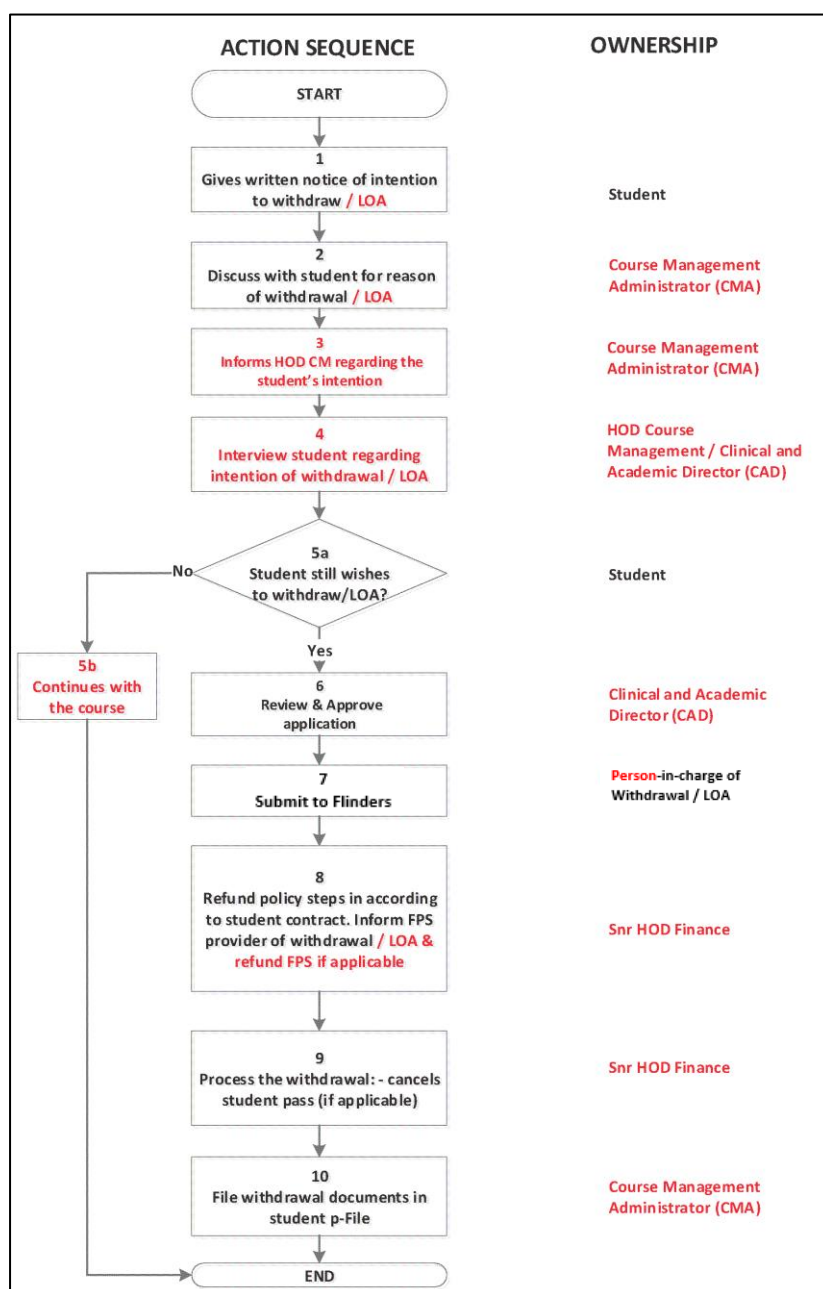 ACTION SEQUENCE
OWNERSHIP
START
1
Gives written notice of intention
to withdraw / LOA
Student
2
Discuss with student for reason
of withdrawal / LOA
Course Management
Administrator (CMA)
3
Informs HOD CM regarding the
student's intention
Course Management
Administrator (CMA)
4
Interview student regarding
intention of withdrawal / LOA
HOD Course
Management / Clinical and
Academic Director (CAD)
5a
Student still wishes
to withdraw/LOA?
Student
No
Yes
5b
Continues with
the course
6
Review & Approve
application
Clinical and Academic
Director (CAD)
7
Submit to Flinders
Person-in-charge of
Withdrawal / LOA
8
Refund policy steps in according
to student contract. Inform FPS
provider of withdrawal / LOA &
refund FPS if applicable
Snr HOD Finance
9
Process the withdrawal: - cancels
student pass (if applicable)
Snr HOD Finance
10
File withdrawal documents in
student p-File
Course Management
Administrator (CMA)
END